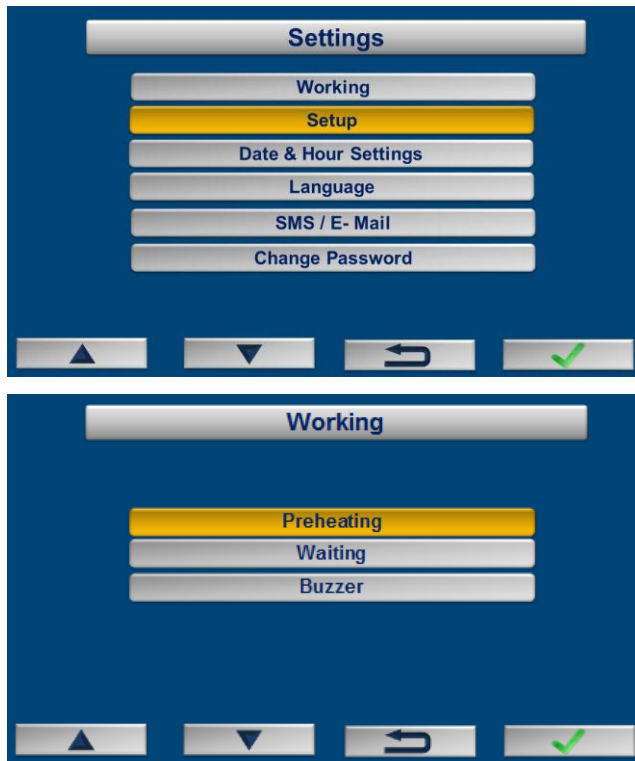 Settings
Working
Setup
Date & Hour Settings
Language
SMS / E- Mail
Change Password
Working
Preheating
Waiting
Buzzer